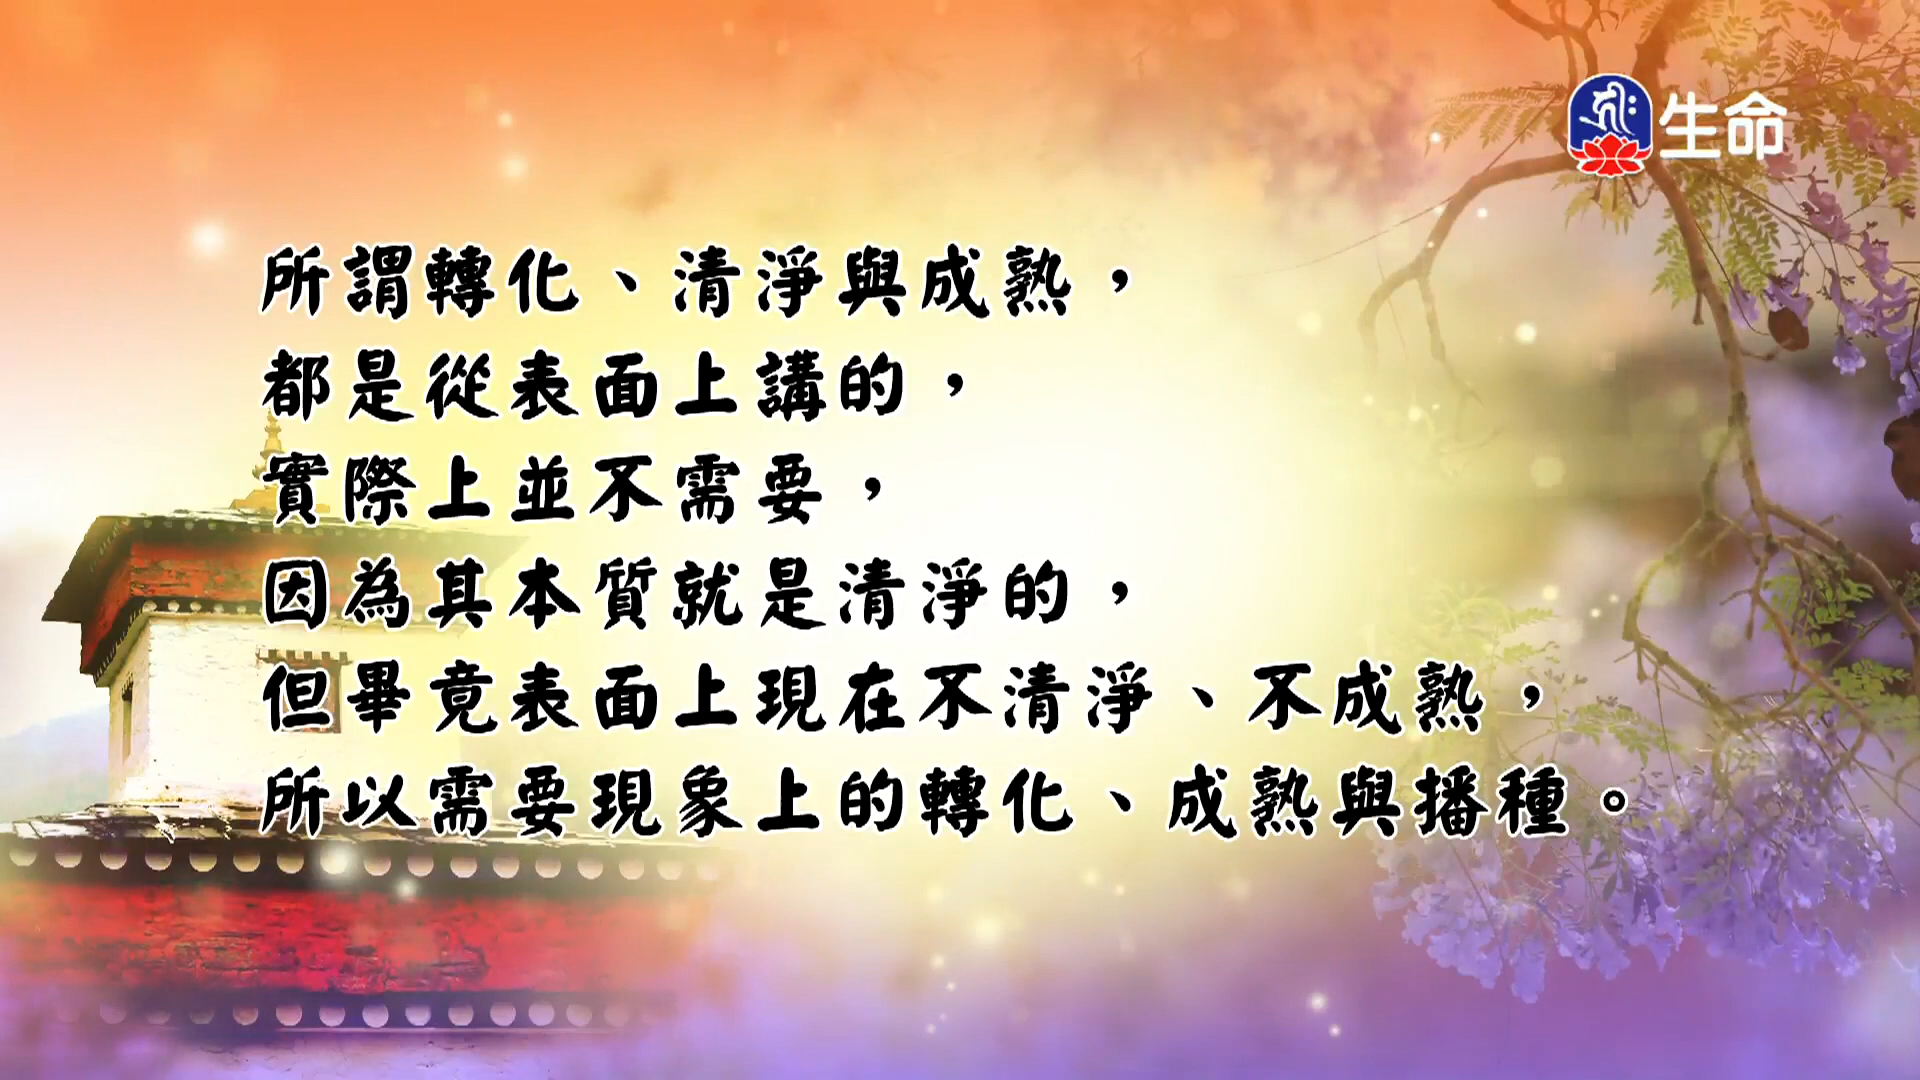 生命
所謂轉化、清淨與成熟，
都是從表面上講的，
實際上並不需要，
因為其本質就是清淨的，
但畢竟表面上現在不清淨、不成熟，
所以需要現象上的轉化、成熟與播種。